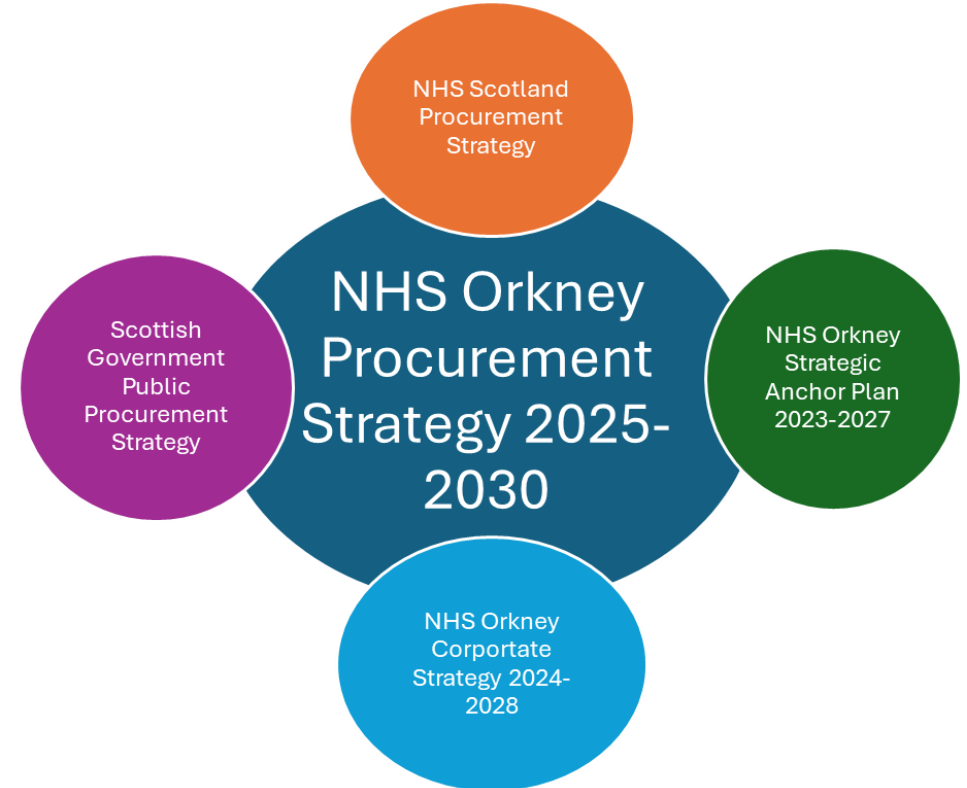 NHS Scotland
Procurement
Strategy
NHS Orkney
Procurement
Strategy 2025-
2030
Scottish
Government
Public
Procurement
Strategy
NHS Orkney
Strategic
Anchor Plan
2023-2027
NHS Orkney
Corportate
Strategy 2024-
2028